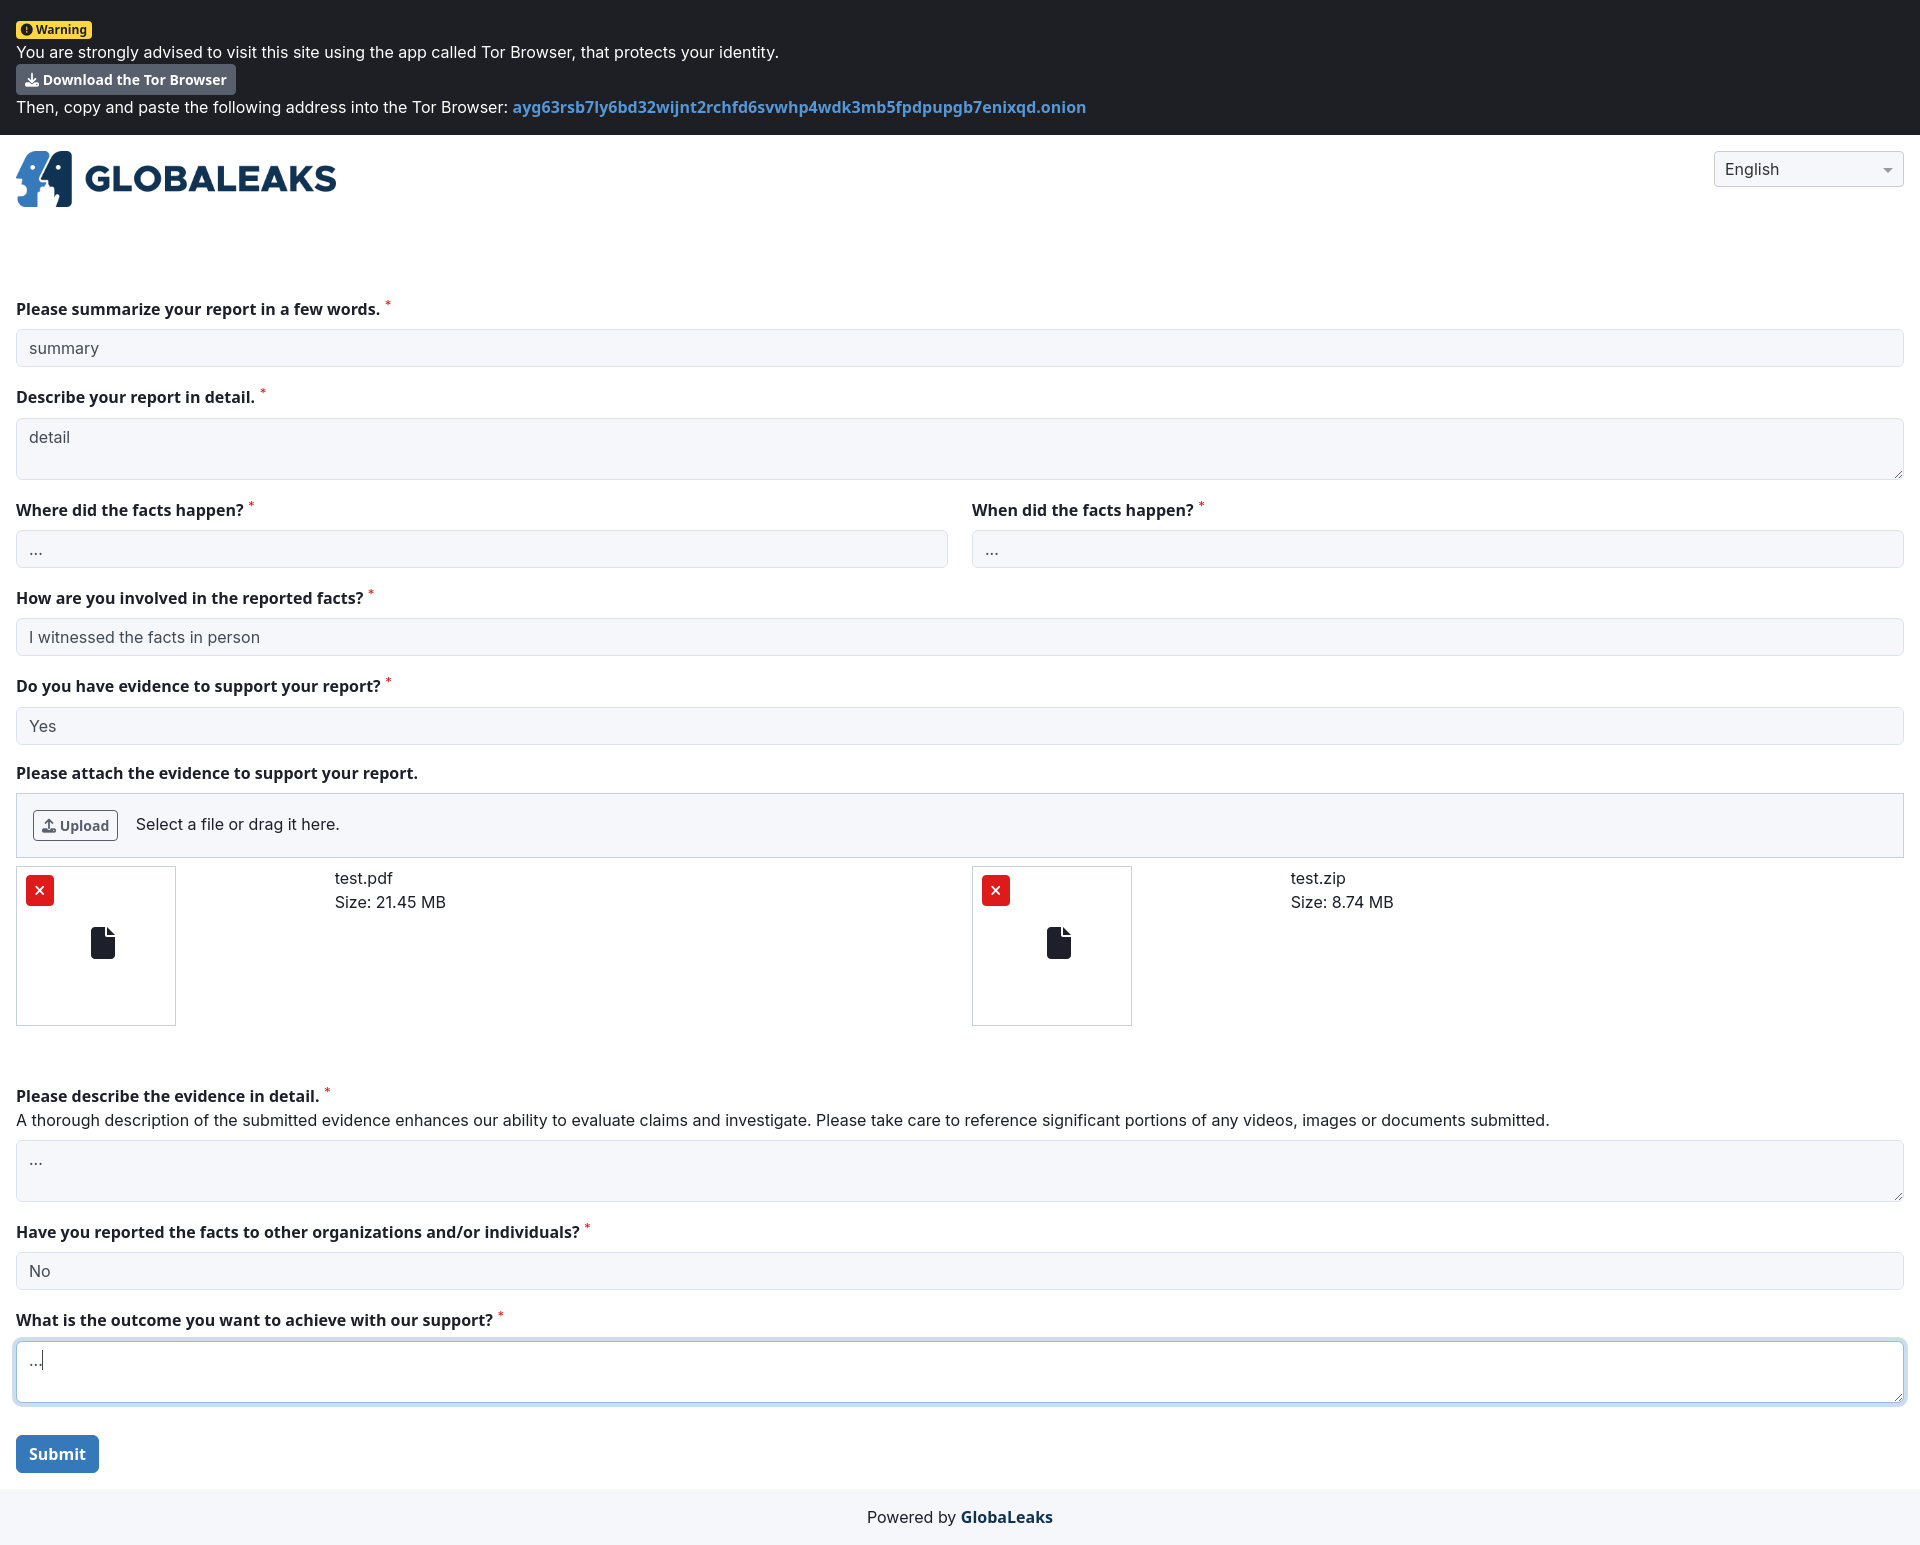 Warning
You are strongly advised to visit this site using the app called Tor Browser, that protects your identity.
Download the Tor Browser
Then, copy and paste the following address into the Tor Browser: ayg63rsb7ly6bd32wijnt2rchfd6svwhp4wdk3mb5fpdpupgb7enixqd.onion
GLOBALEAKS
English
Please summarize your report in a few words. *
summary
Describe your report in detail. *
detail
Where did the facts happen? *
...
When did the facts happen? *
...
How are you involved in the reported facts? *
I witnessed the facts in person
Do you have evidence to support your report? *
Yes
Please attach the evidence to support your report.
Upload Select a file or drag it here.
test.pdf
Size: 21.45 MB
test.zip
Size: 8.74 MB
Please describe the evidence in detail. *
A thorough description of the submitted evidence enhances our ability to evaluate claims and investigate. Please take care to reference significant portions of any videos, images or documents submitted.
...
Have you reported the facts to other organizations and/or individuals? *
No
What is the outcome you want to achieve with our support? *
...
Submit
Powered by GlobaLeaks